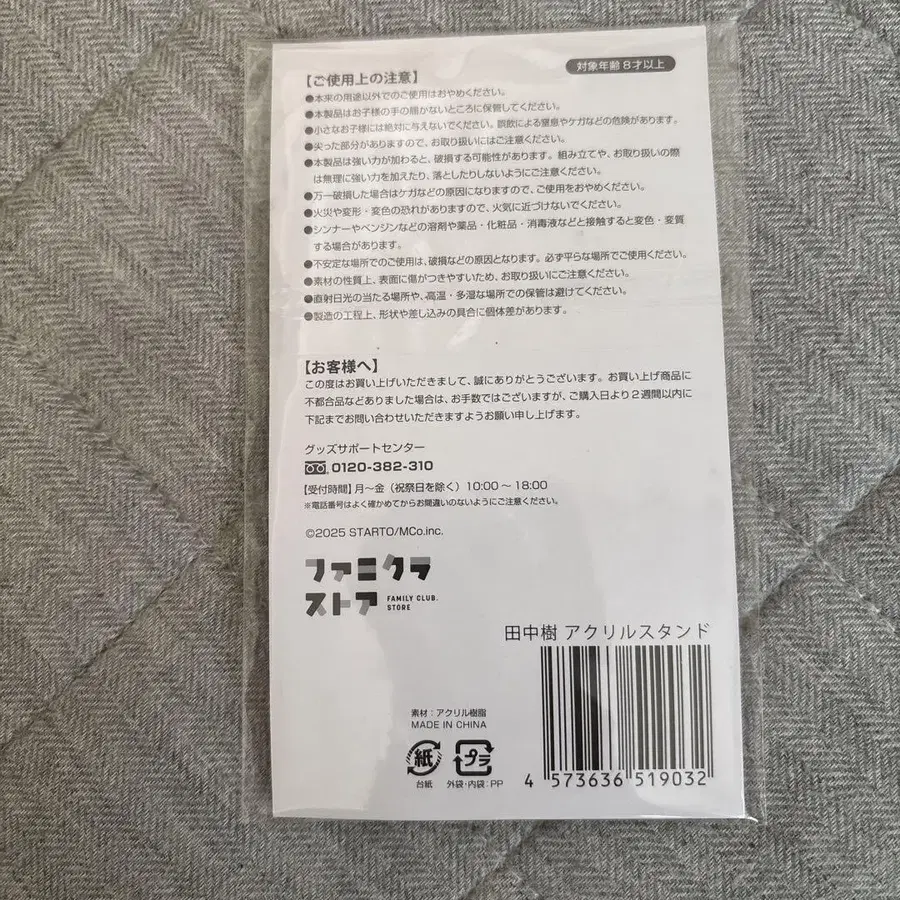 対象年齢8才以上
【ご使用上の注意】
●本来の用途以外でのご使用はおやめください。
●本製品はお子様の手の届かないところに保管してください。
●小さなお子様には絶対に与えないでください。誤飲による窒息やケガなどの危険があります。
●尖った部分がありますので、お取り扱いにはご注意ください。
●本製品は強い力が加わると、破損する可能性があります。組み立てや、お取り扱いの際
は無理に強い力を加えたり、落としたりしないようにご注意ください。
●万一破損した場合はケガなどの原因になりますので、ご使用をおやめください。
●火災や変形・変色の恐れがありますので、火気に近づけないでください。
●シンナーやベンジンなどの溶剤や薬品・化粧品・消毒液などと接触すると変色・変質
する場合があります。
●不安定な場所でのご使用は、破損などの原因となります。必ず平らな場所でご使用ください。
●素材の性質上、表面に傷がつきやすいため、お取り扱いにご注意ください。
●直射日光の当たる場所や、高温・多湿な場所での保管は避けてください。
●製造の工程上、形状や差し込みの具合に個体差があります。
【お客様へ】
この度はお買い上げいただきまして、誠にありがとうございます。お買い上げ商品に
不都合品などありました場合は、お手数ではございますが、ご購入日より2週間以内に
下記までお問い合わせいただきますようお願い申し上げます。
グッズサポートセンター
0120-382-310
【受付時間】月〜金（祝祭日を除く）10:00〜18:00
※電話番号はよく確かめてからお間違いのないようにご注意ください。
©2025 STARTO/MCo.inc.
ファミクラ
ストア FAMILY CLUB. STORE
田中樹 アクリルスタンド
素材：アクリル樹脂
MADE IN CHINA
紙 プラ
台紙 外袋・内袋：PP
4 573636 519032